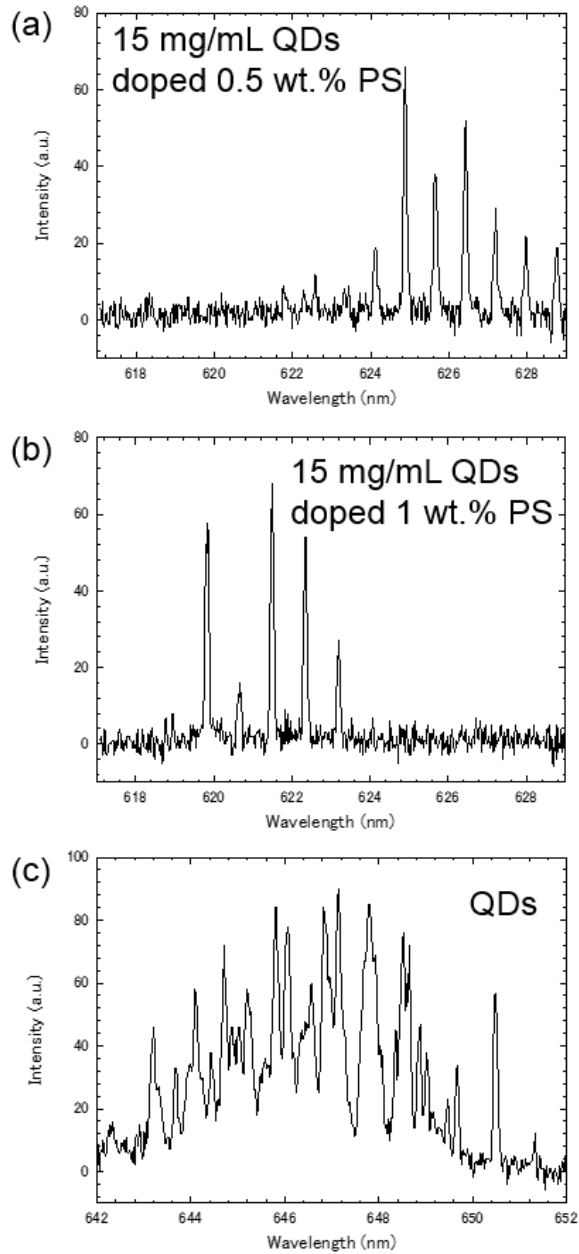 (a)
15 mg/mL QDs
doped 0.5 wt.% PS
80
60
40
20
0
Intensity (a.u.)
618 620 622 624 626 628
Wavelength (nm)
(b)
15 mg/mL QDs
doped 1 wt.% PS
80
60
40
20
0
Intensity (a.u.)
618 620 622 624 626 628
Wavelength (nm)
(c)
QDs
100
80
60
40
20
0
Intensity (a.u.)
642 644 646 648 650 652
Wavelength (nm)